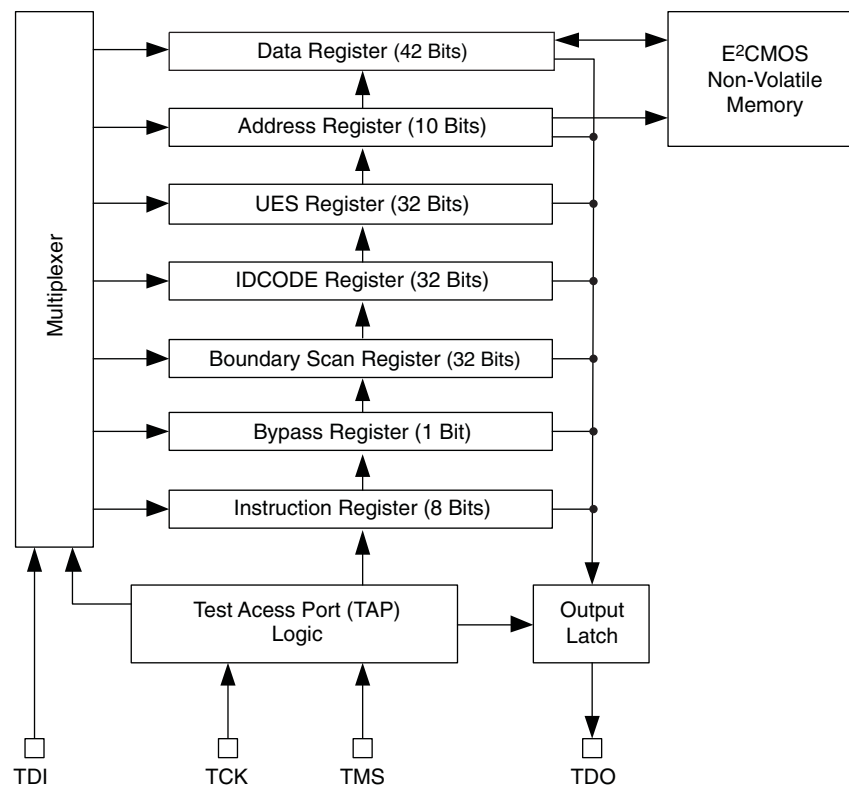 Multiplexer
Data Register (42 Bits)
E²CMOS
Non-Volatile
Memory
Address Register (10 Bits)
UES Register (32 Bits)
IDCODE Register (32 Bits)
Boundary Scan Register (32 Bits)
Bypass Register (1 Bit)
Instruction Register (8 Bits)
Test Acess Port (TAP)
Logic
Output
Latch
TDI
TCK
TMS
TDO